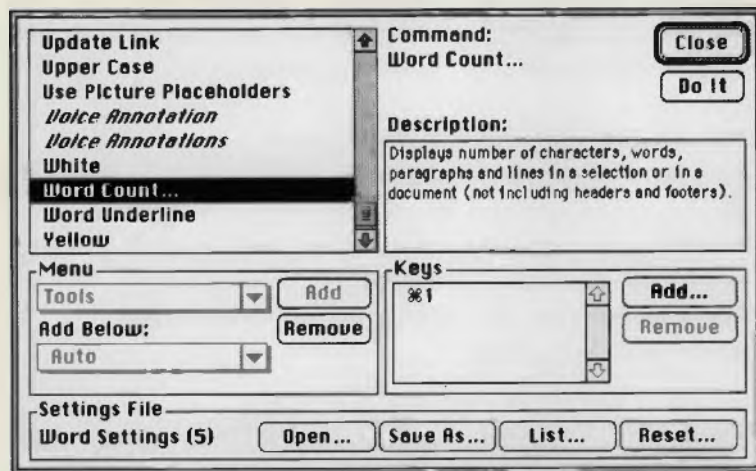 Update Link
Upper Case
Use Picture Placeholders
Voice Annotation
Voice Annotations
White
Word Count...
Word Underline
Yellow
Command:
Word Count...
Close
Do It
Description:
Displays number of characters, words,
paragraphs and lines in a selection or in a
document (not including headers and footers).
Menu
Tools
Add
Add Below:
Remove
Auto
Keys
⌘1
Add...
Remove
Settings File
Word Settings (5)
Open...
Save As...
List...
Reset...